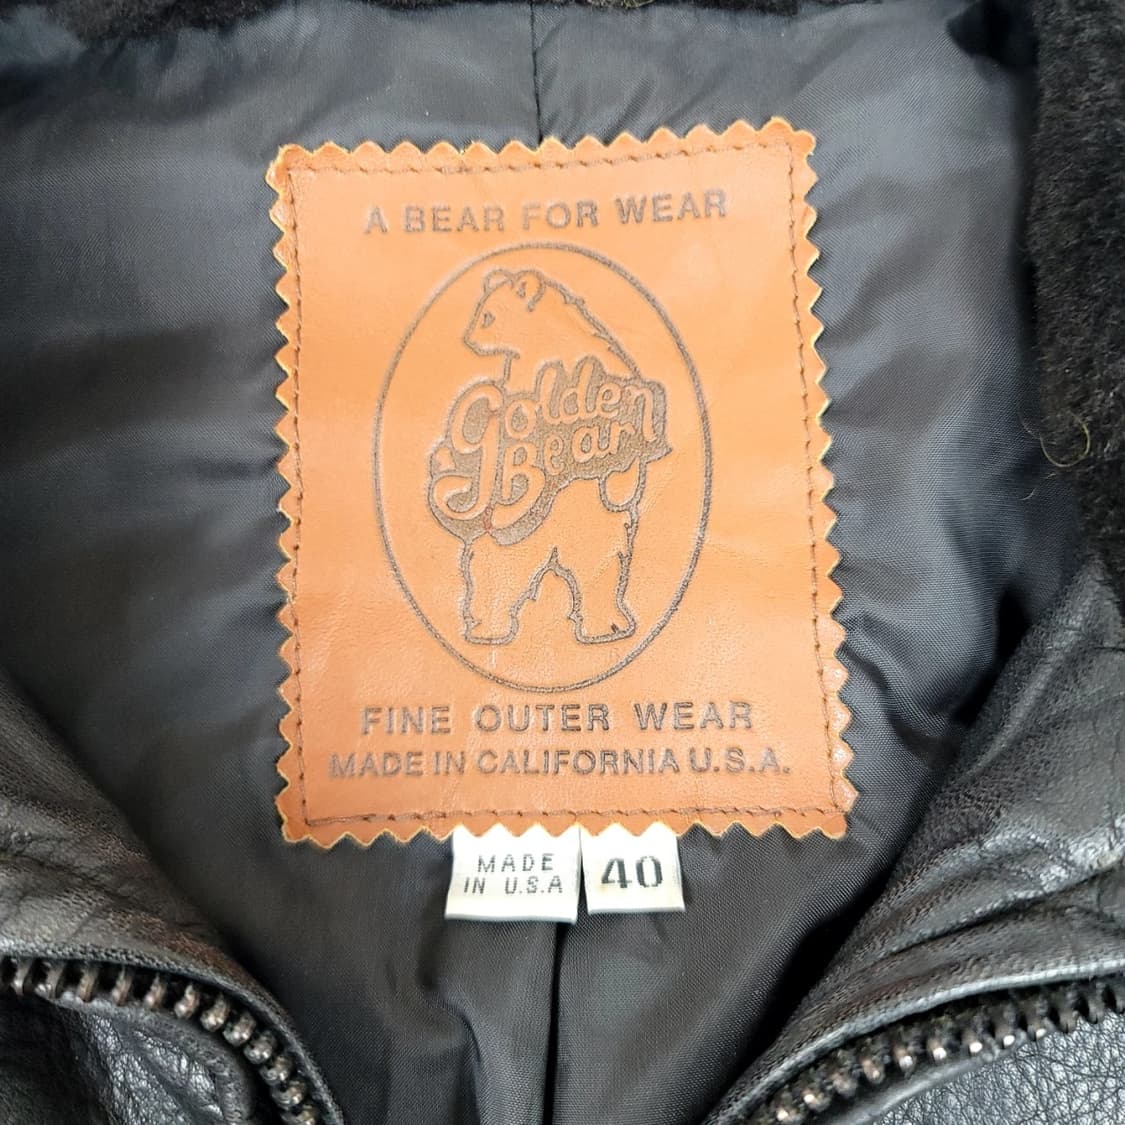 A BEAR FOR WEAR
Golden
Bear
FINE OUTER WEAR
MADE IN CALIFORNIA U.S.A.
MADE
IN U.S.A
40